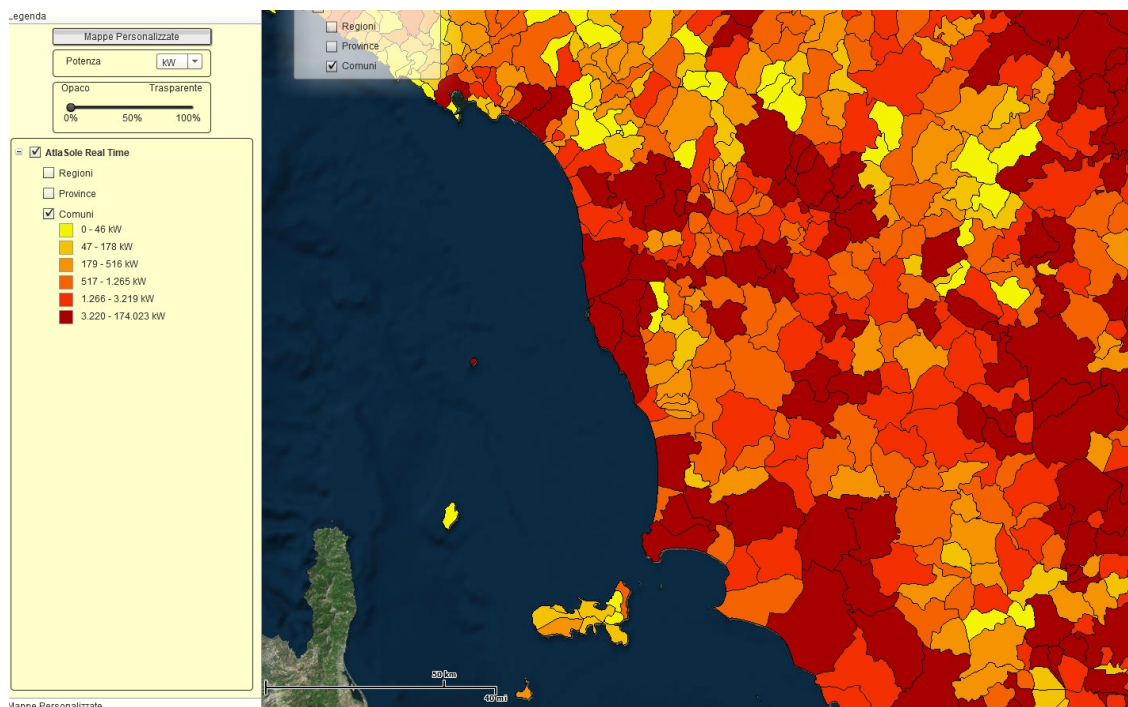 Legenda
Mappe Personalizzate
Potenza kW
Opaco Trasparente
0% 50% 100%
AtlaSole Real Time
Regioni
Province
Comuni
0 - 46 kW
47 - 178 kW
179 - 516 kW
517 - 1.265 kW
1.266 - 3.219 kW
3.220 - 174.023 kW
Mappe Personalizzate
Regioni
Province
Comuni
50 km
40 mi